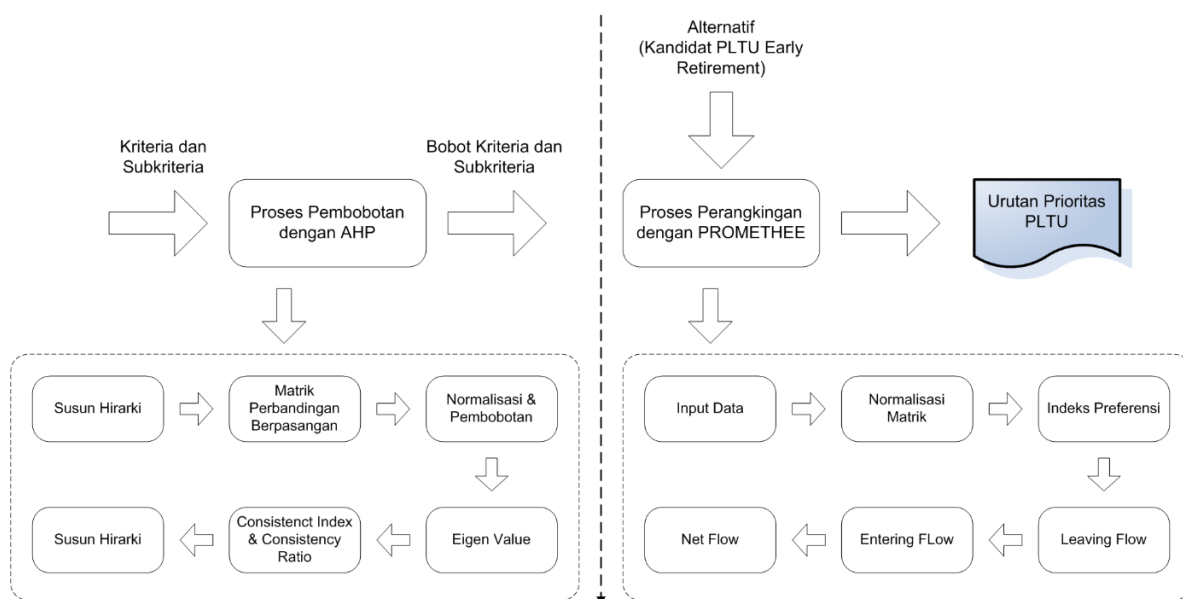 Alternatif
(Kandidat PLTU Early
Retirement)
Kriteria dan
Subkriteria
Bobot Kriteria dan
Subkriteria
Proses Pembobotan
dengan AHP
Proses Perangkingan
dengan PROMETHEE
Urutan Prioritas
PLTU
Susun Hirarki
Matrik
Perbandingan
Berpasangan
Normalisasi &
Pembobotan
Susun Hirarki
Consistenct Index
& Consistency
Ratio
Eigen Value
Input Data
Normalisasi
Matrik
Indeks Preferensi
Net Flow
Entering FLow
Leaving Flow